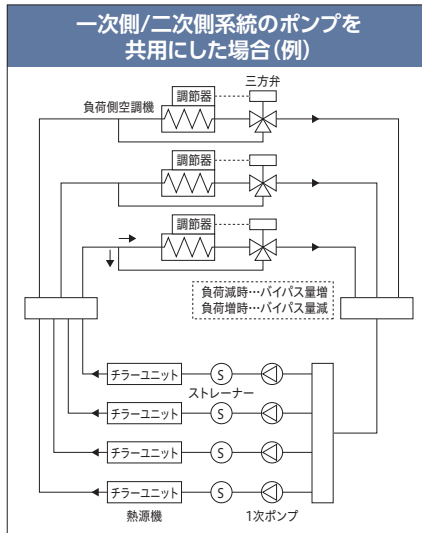 一次側/二次側系統のポンプを
共用にした場合(例)
三方弁
調節器
負荷側空調機
調節器
調節器
負荷減時…バイパス量増
負荷増時…バイパス量減
チラーユニット
S
ストレーナー
チラーユニット
S
チラーユニット
S
チラーユニット
S
熱源機
1次ポンプ